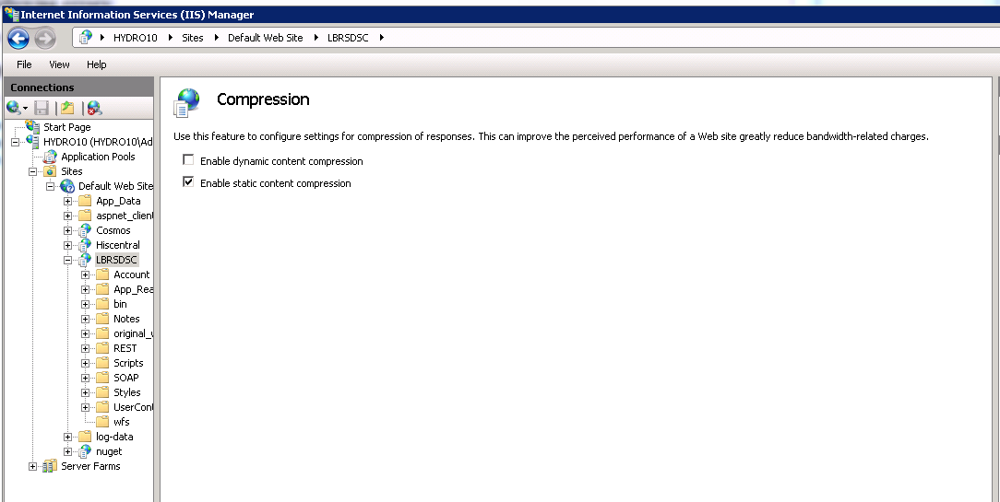 Internet Information Services (IIS) Manager
HYDRO10 Sites Default Web Site LBRSDSC
File View Help
Connections
Compression
Use this feature to configure settings for compression of responses. This can improve the perceived performance of a Web site greatly reduce bandwidth-related charges.
Enable dynamic content compression
Enable static content compression
Start Page
HYDRO10 (HYDRO10\Ad
Application Pools
Sites
Default Web Site
App_Data
aspnet_client
Cosmos
Hiscentral
LBRSDSC
Account
App_Rea
bin
Notes
original_
REST
Scripts
SOAP
Styles
UserCont
wfs
log-data
nuget
Server Farms